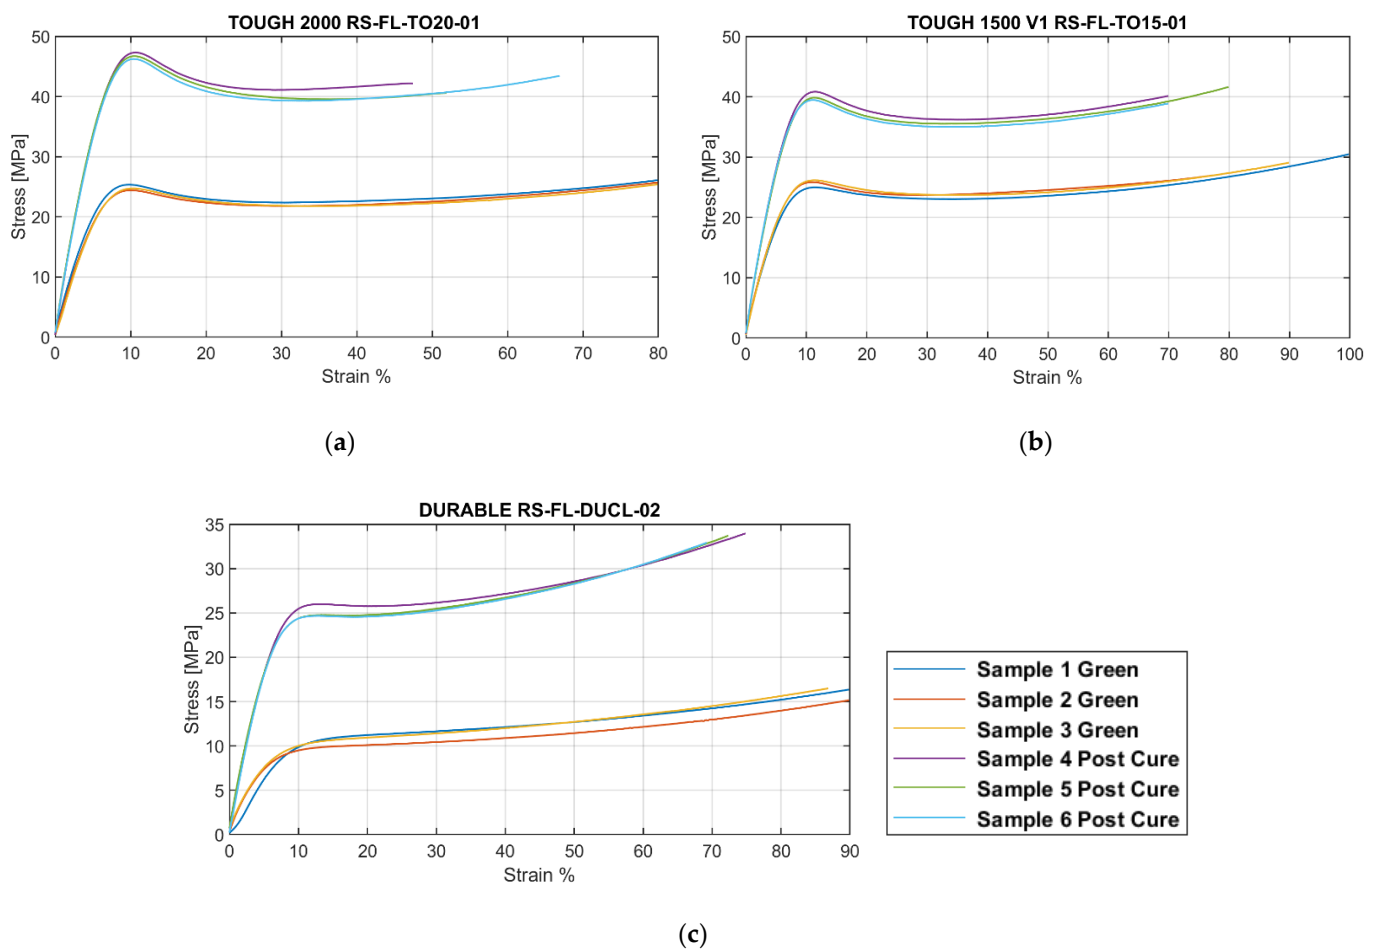 TOUGH 2000 RS-FL-TO20-01
50
40
30
20
10
0
Stress [MPa]
0 10 20 30 40 50 60 70 80
Strain %
(a)
TOUGH 1500 V1 RS-FL-TO15-01
50
40
30
20
10
0
Stress [MPa]
0 10 20 30 40 50 60 70 80 90 100
Strain %
(b)
DURABLE RS-FL-DUCL-02
35
30
25
20
15
10
5
0
Stress [MPa]
0 10 20 30 40 50 60 70 80 90
Strain %
Sample 1 Green
Sample 2 Green
Sample 3 Green
Sample 4 Post Cure
Sample 5 Post Cure
Sample 6 Post Cure
(c)